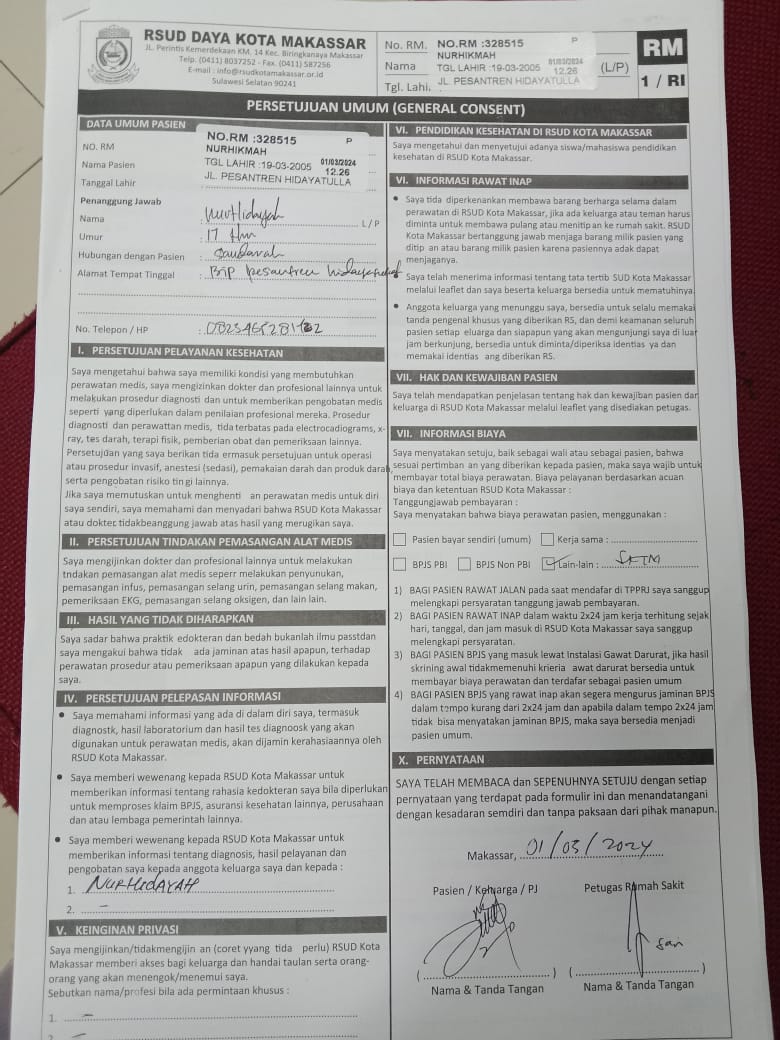 RSUD DAYA KOTA MAKASSAR
JL. Perintis Kemerdekaan KM. 14 Kec. Biringkanaya Makassar
Telp. (0411) 8037252 - Fax. (0411) 587256
E-mail : info@rsudkotamakassar.or.id
Sulawesi Selatan 90241
No. RM.
Nama
Tgl. Lahi.
NO.RM :328515 P
NURHIKMAH
TGL LAHIR :19-03-2005 01/03/2024
12.26
JL. PESANTREN HIDAYATULLA
(L/P)
RM
1 / RI
PERSETUJUAN UMUM (GENERAL CONSENT)
DATA UMUM PASIEN
NO. RM
Nama Pasien
Tanggal Lahir
NO.RM :328515 P
NURHIKMAH
TGL LAHIR :19-03-2005 01/03/2024
12.26
JL. PESANTREN HIDAYATULLA
Penanggung Jawab
Nama : Nurhidayah L / P
Umur : 17 thn
Hubungan dengan Pasien : Saudarah
Alamat Tempat Tinggal : BTP pesantren hidayatullah
No. Telepon / HP :
I. PERSETUJUAN PELAYANAN KESEHATAN
Saya mengetahui bahwa saya memiliki kondisi yang membutuhkan
perawatan medis, saya mengizinkan dokter dan profesional lainnya untuk
melakukan prosedur diagnosti dan untuk memberikan pengobatan medis
seperti yang diperlukan dalam penilaian profesional mereka. Prosedur
diagnosti dan perawattan medis, tida terbatas pada electrocadiograms, x-
ray, tes darah, terapi fisik, pemberian obat dan pemeriksaan lainnya.
Persetujuan yang saya berikan tida ermasuk persetujuan untuk operasi
atau prosedur invasif, anestesi (sedasi), pemakaian darah dan produk darah
serta pengobatan risiko tin gi lainnya.
Jika saya memutuskan untuk menghenti an perawatan medis untuk diri
saya sendiri, saya memahami dan menyadari bahwa RSUD Kota Makassar
atau doktec tidakbeanggung jawab atas hasil yang merugikan saya.
II. PERSETUJUAN TINDAKAN PEMASANGAN ALAT MEDIS
Saya mengijinkan dokter dan profesional lainnya untuk melakukan
tndakan pemasangan alat medis seperr melakukan penyunukan,
pemasangan infus, pemasangan selang urin, pemasangan selang makan,
pemeriksaan EKG, pemasangan selang oksigen, dan lain lain.
III. HASIL YANG TIDAK DIHARAPKAN
Saya sadar bahwa praktik edokteran dan bedah bukanlah ilmu passtdan
saya mengakui bahwa tidak ada jaminan atas hasil apapun, terhadap
perawatan prosedur atau pemeriksaan apapun yang dilakukan kepada
saya.
IV. PERSETUJUAN PELEPASAN INFORMASI
• Saya memahami informasi yang ada di dalam diri saya, termasuk
diagnostk, hasil laboratorium dan hasil tes diagnoosk yang akan
digunakan untuk perawatan medis, akan dijamin kerahasiaannya oleh
RSUD Kota Makassar.
• Saya memberi wewenang kepada RSUD Kota Makassar untuk
memberikan informasi tentang rahasia kedokteran saya bila diperlukan
untuk memproses klaim BPJS, asuransi kesehatan lainnya, perusahaan
dan atau lembaga pemerintah lainnya.
• Saya memberi wewenang kepada RSUD Kota Makassar untuk
memberikan informasi tentang diagnosis, hasil pelayanan dan
pengobatan saya kepada anggota keluarga saya dan kepada :
1. NURHIDAYAH
2. –
V. KEINGINAN PRIVASI
Saya mengijinkan/tidakmengijin an (coret yyang tida perlu) RSUD Kota
Makassar memberi akses bagi keluarga dan handai taulan serta orang-
orang yang akan menengok/menemui saya.
Sebutkan nama/profesi bila ada permintaan khusus :
1. –
2. –
VI. PENDIDIKAN KESEHATAN DI RSUD KOTA MAKASSAR
Saya mengetahui dan menyetujui adanya siswa/mahasiswa pendidikan
kesehatan di RSUD Kota Makassar.
VI. INFORMASI RAWAT INAP
• Saya tida diperkenankan membawa barang berharga selama dalam
perawatan di RSUD Kota Makassar, jika ada keluarga atau teman harus
diminta untuk membawa pulang atau menitip an ke rumah sakit. RSUD
Kota Makassar bertanggung jawab menjaga barang milik pasien yang
ditip an atau barang milik pasien karena pasiennya adak dapat
menjaganya.
• Saya telah menerima informasi tentang tata tertib SUD Kota Makassar
melalui leaflet dan saya beserta keluarga bersedia untuk mematuhinya.
• Anggota keluarga yang menunggu saya, bersedia untuk selalu memakai
tanda pengenal khusus yang diberikan RS, dan demi keamanan seluruh
pasien setiap eluarga dan siapapun yang akan mengunjungi saya di luar
jam berkunjung, bersedia untuk diminta/diperiksa identias ya dan
memakai identias ang diberikan RS.
VII. HAK DAN KEWAJIBAN PASIEN
Saya telah mendapatkan penjelasan tentang hak dan kewajiban pasien dan
keluarga di RSUD Kota Makassar melalui leaflet yang disediakan petugas.
VII. INFORMASI BIAYA
Saya menyatakan setuju, baik sebagai wali atau sebagai pasien, bahwa
sesuai pertimban an yang diberikan kepada pasien, maka saya wajib untuk
membayar total biaya perawatan. Biaya pelayanan berdasarkan acuan
biaya dan ketentuan RSUD Kota Makassar :
Tanggungjawab pembayaran :
Saya menyatakan bahwa biaya perawatan pasien, menggunakan :
Pasien bayar sendiri (umum) Kerja sama :
BPJS PBI BPJS Non PBI Lain-lain : SKTM
1) BAGI PASIEN RAWAT JALAN pada saat mendafar di TPPRJ saya sanggup
melengkapi persyaratan tanggung jawab pembayaran.
2) BAGI PASIEN RAWAT INAP dalam waktu 2x24 jam kerja terhitung sejak
hari, tanggal, dan jam masuk di RSUD Kota Makassar saya sanggup
melengkapi persyaratan.
3) BAGI PASIEN BPJS yang masuk lewet Instalasi Gawat Darurat, jika hasil
skrining awal tidakmemenuhi krieria awat darurat bersedia untuk
membayar biaya perawatan dan terdafar sebagai pasien umum
4) BAGI PASIEN BPJS yang rawat inap akan segera mengurus jaminan BPJS
dalam tempo kurang dari 2x24 jam dan apabila dalam tempo 2x24 jam
tidak bisa menyatakan jaminan BPJS, maka saya bersedia menjadi
pasien umum.
X. PERNYATAAN
SAYA TELAH MEMBACA dan SEPENUHNYA SETUJU dengan setiap
pernyataan yang terdapat pada formulir ini dan menandatangani
dengan kesadaran semdiri dan tanpa paksaan dari pihak manapun.
Makassar, 01/03/2024
Pasien / Keluarga / PJ Petugas Rumah Sakit
(                    ) (                    )
Nama & Tanda Tangan Nama & Tanda Tangan